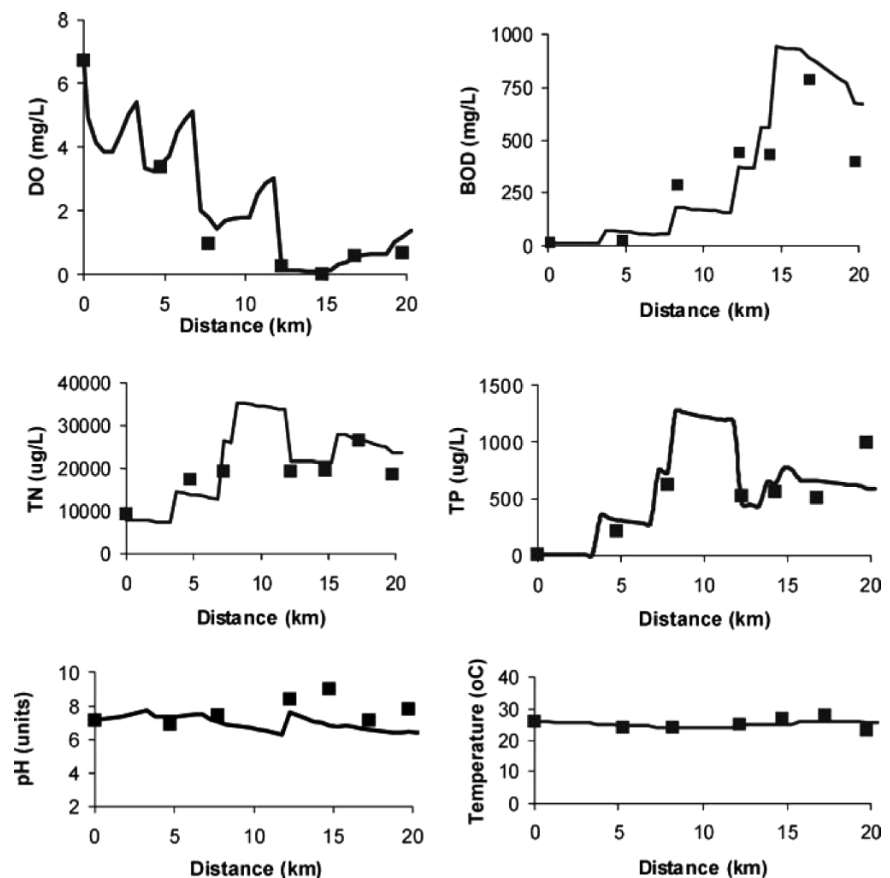 DO (mg/L)
8
6
4
2
0
0 5 10 15 20
Distance (km)
BOD (mg/L)
1000
750
500
250
0
0 5 10 15 20
Distance (km)
TN (ug/L)
40000
30000
20000
10000
0
0 5 10 15 20
Distance (km)
TP (ug/L)
1500
1000
500
0
0 5 10 15 20
Distance (km)
pH (units)
10
8
6
4
2
0 5 10 15 20
Distance (km)
Temperature (oC)
40
30
20
10
0
0 5 10 15 20
Distance (km)